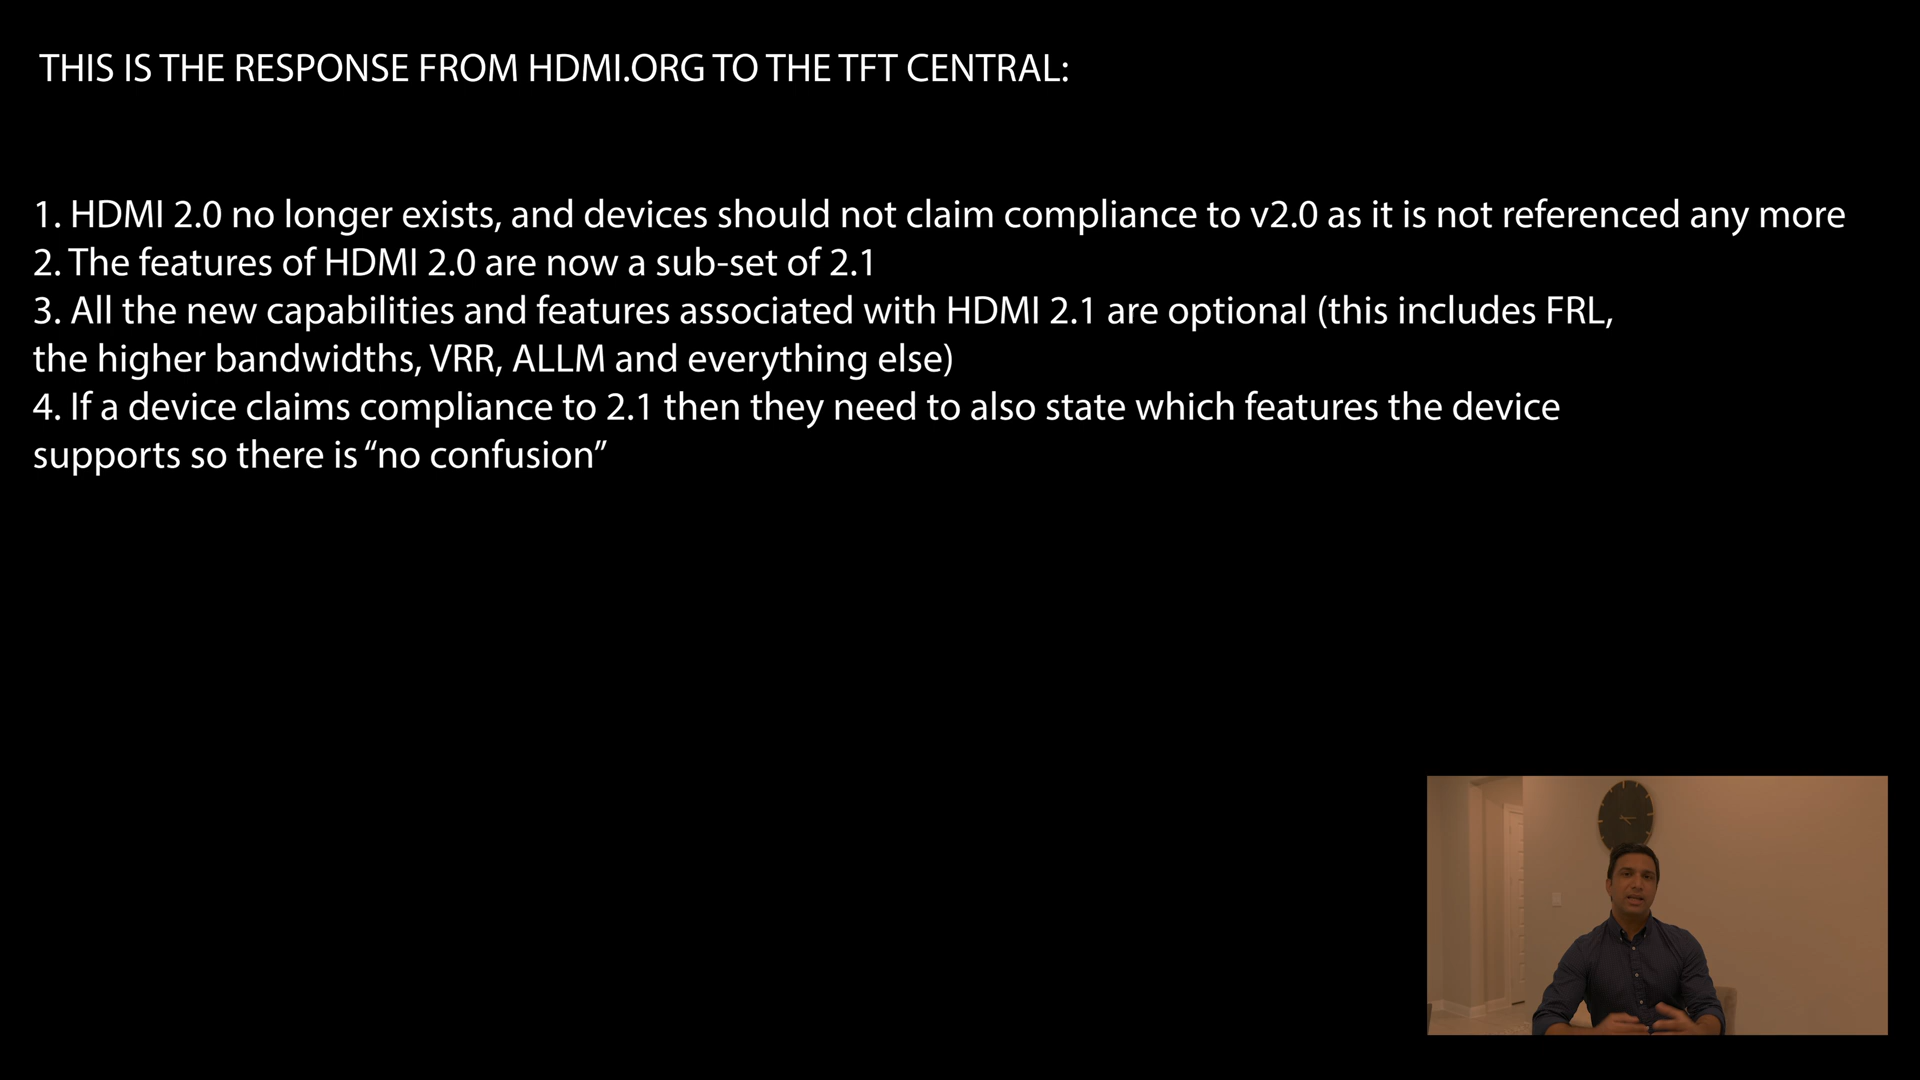 THIS IS THE RESPONSE FROM HDMI.ORG TO THE TFT CENTRAL:
1. HDMI 2.0 no longer exists, and devices should not claim compliance to v2.0 as it is not referenced any more
2. The features of HDMI 2.0 are now a sub-set of 2.1
3. All the new capabilities and features associated with HDMI 2.1 are optional (this includes FRL,
the higher bandwidths, VRR, ALLM and everything else)
4. If a device claims compliance to 2.1 then they need to also state which features the device
supports so there is “no confusion”